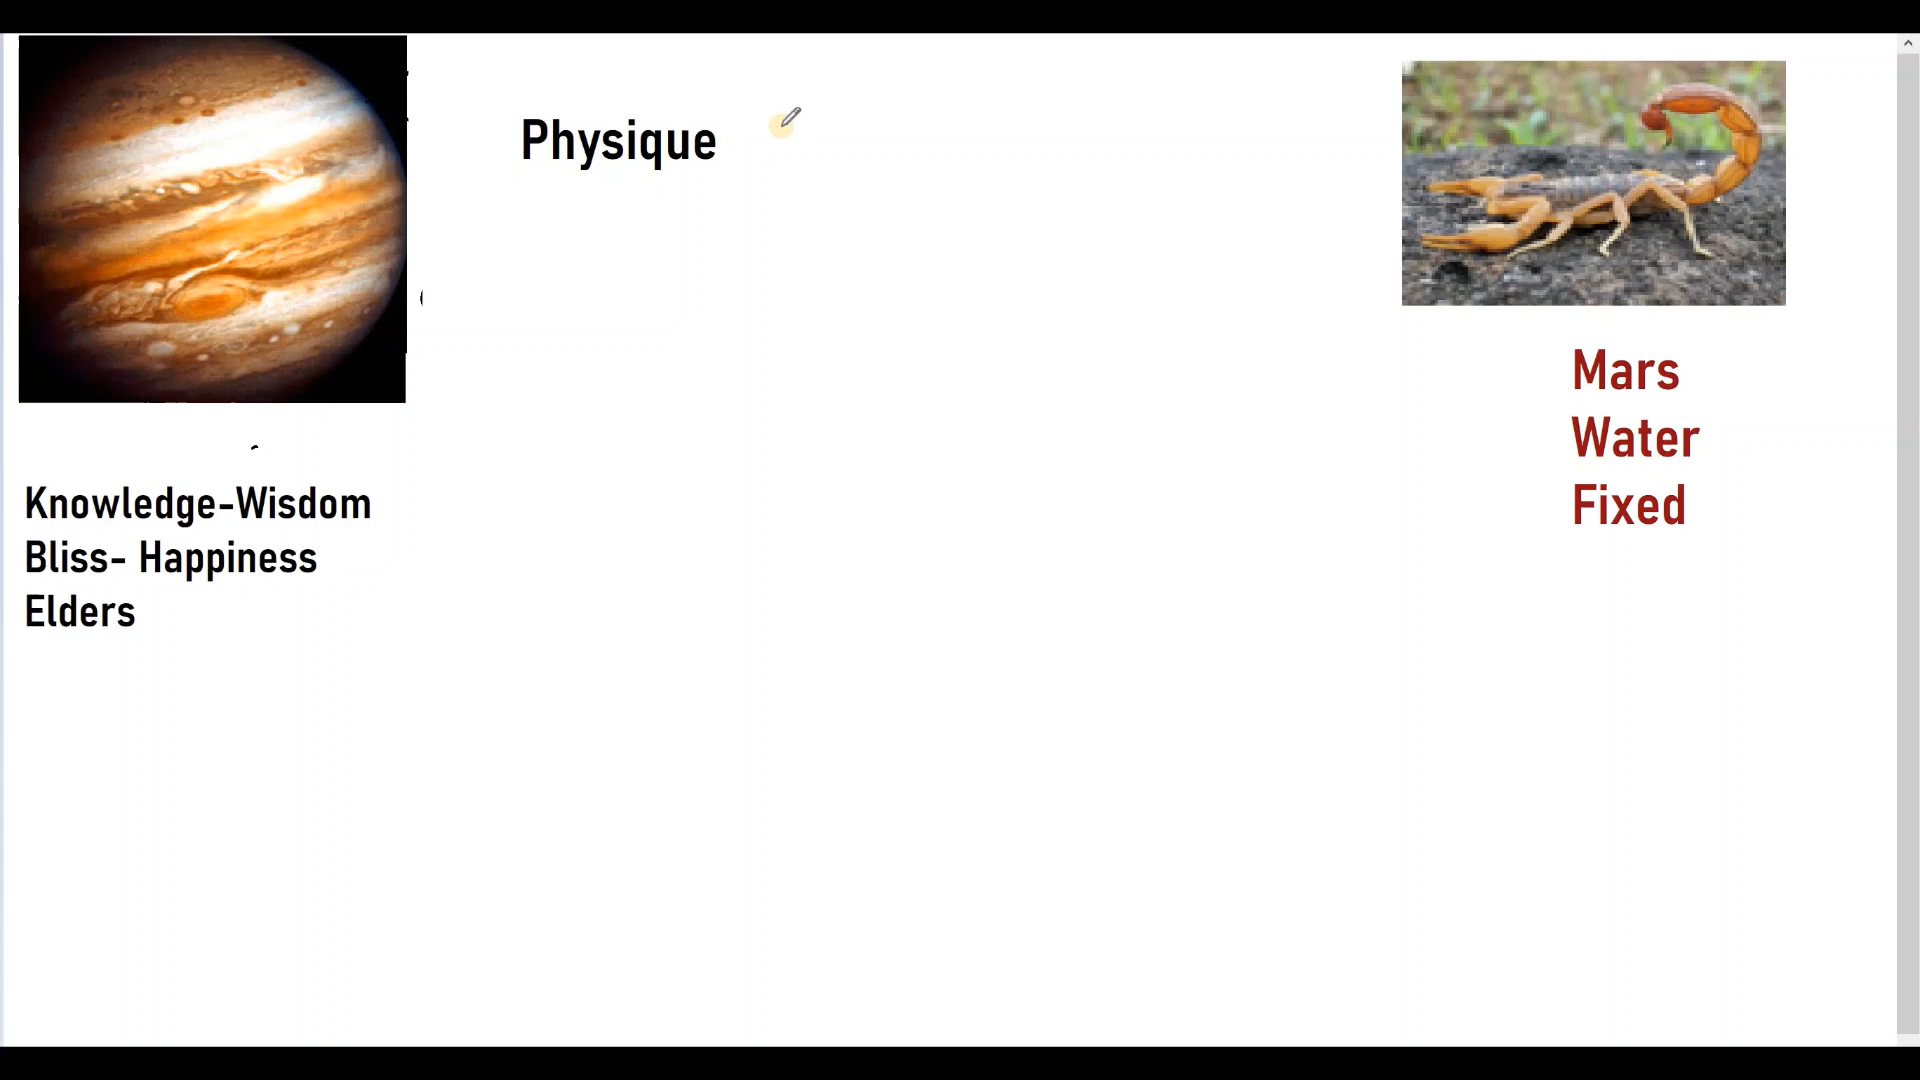 Physique
Knowledge-Wisdom
Bliss- Happiness
Elders
Mars
Water
Fixed